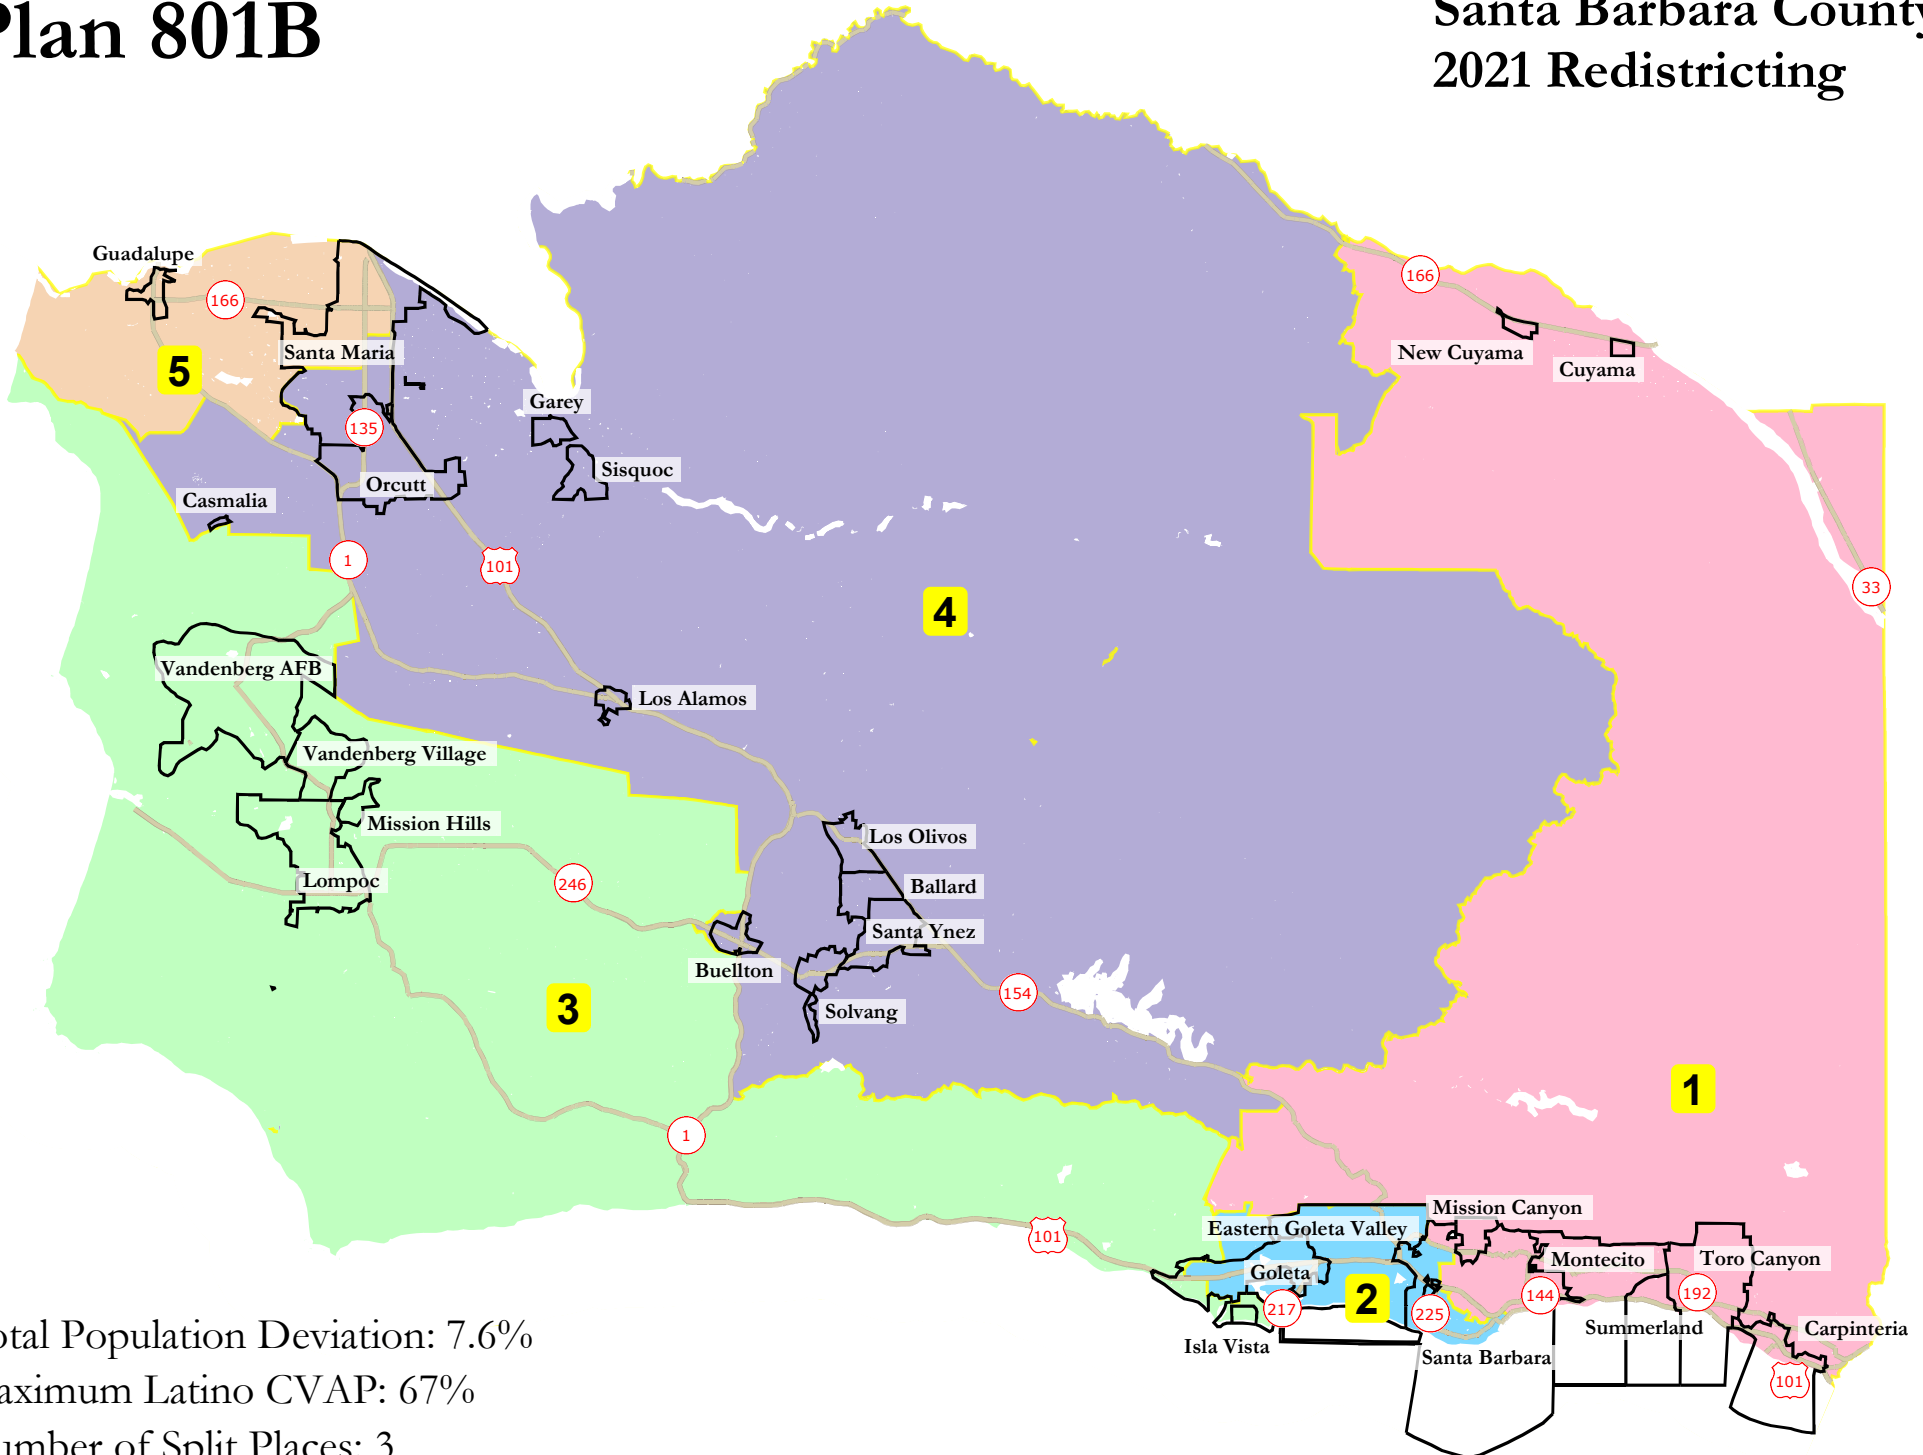 Plan 801B
Santa Barbara County
2021 Redistricting
Guadalupe
166
5
Santa Maria
135
Orcutt
Garey
Sisquoc
Casmalia
1
101
166
New Cuyama
Cuyama
33
4
Vandenberg AFB
Los Alamos
Vandenberg Village
Mission Hills
Lompoc
246
Los Olivos
Ballard
Santa Ynez
Buellton
Solvang
154
3
1
1
101
Eastern Goleta Valley
Mission Canyon
Goleta
Montecito
Toro Canyon
217
2
225
144
192
Isla Vista
Santa Barbara
Summerland
Carpinteria
101
otal Population Deviation: 7.6%
aximum Latino CVAP: 67%
umber of Split Places: 3